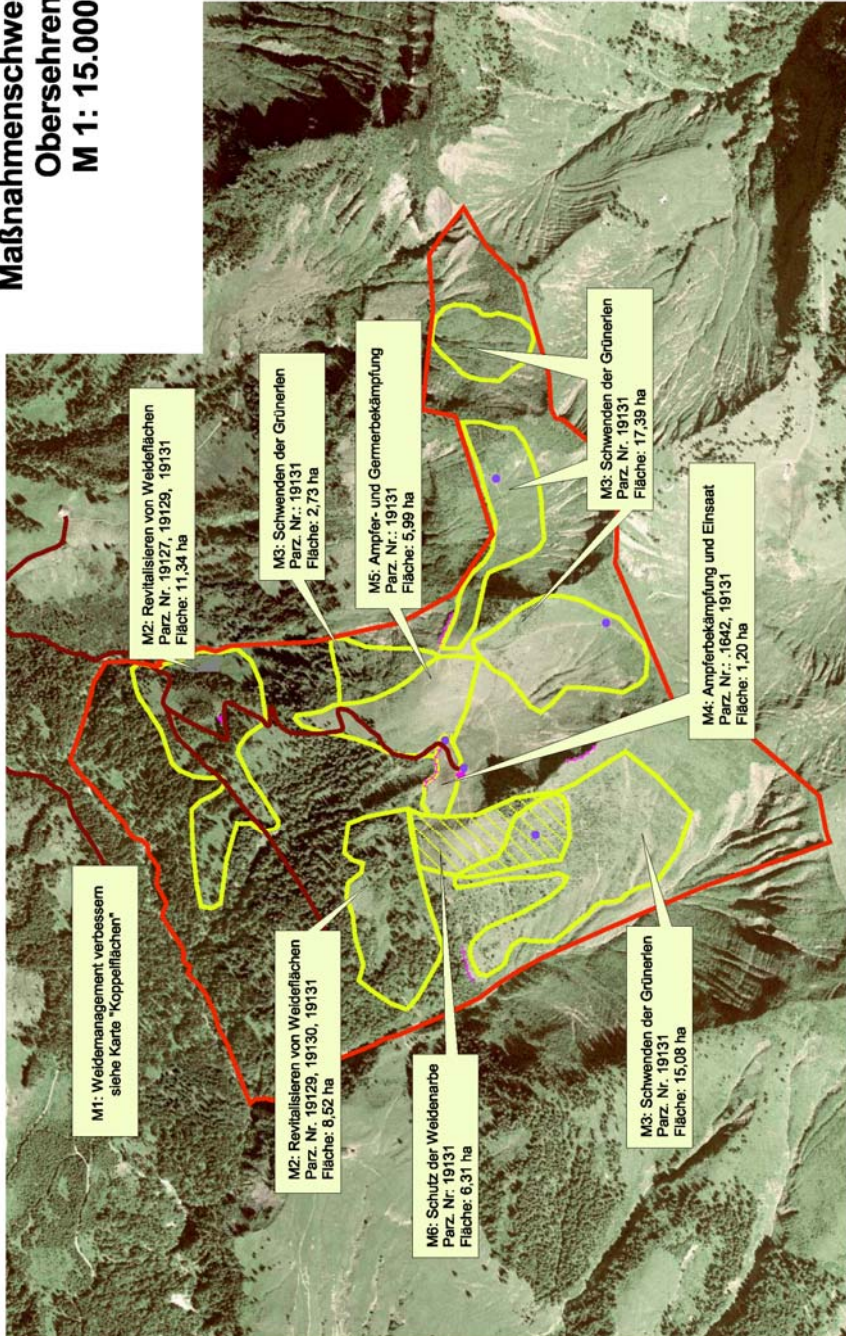 Maßnahmenschwe
Obersehren
M 1: 15.000
M1: Weidemanagement verbessern
siehe Karte "Koppelflächen"
M2: Revitalisieren von Weideflächen
Parz. Nr. 19127, 19129, 19131
Fläche: 11,34 ha
M3: Schwenden der Grünerlen
Parz. Nr.: 19131
Fläche: 2,73 ha
M2: Revitalisieren von Weideflächen
Parz. Nr. 19129, 19130, 19131
Fläche: 8,52 ha
M5: Ampfer- und Germerbekämpfung
Parz. Nr.: 19131
Fläche: 5,99 ha
M6: Schutz der Weidenarbe
Parz. Nr: 19131
Fläche: 6,31 ha
M3: Schwenden der Grünerlen
Parz. Nr. 19131
Fläche: 17,39 ha
M3: Schwenden der Grünerlen
Parz. Nr. 19131
Fläche: 15,08 ha
M4: Ampferbekämpfung und Einsaat
Parz. Nr.: .1642, 19131
Fläche: 1,20 ha